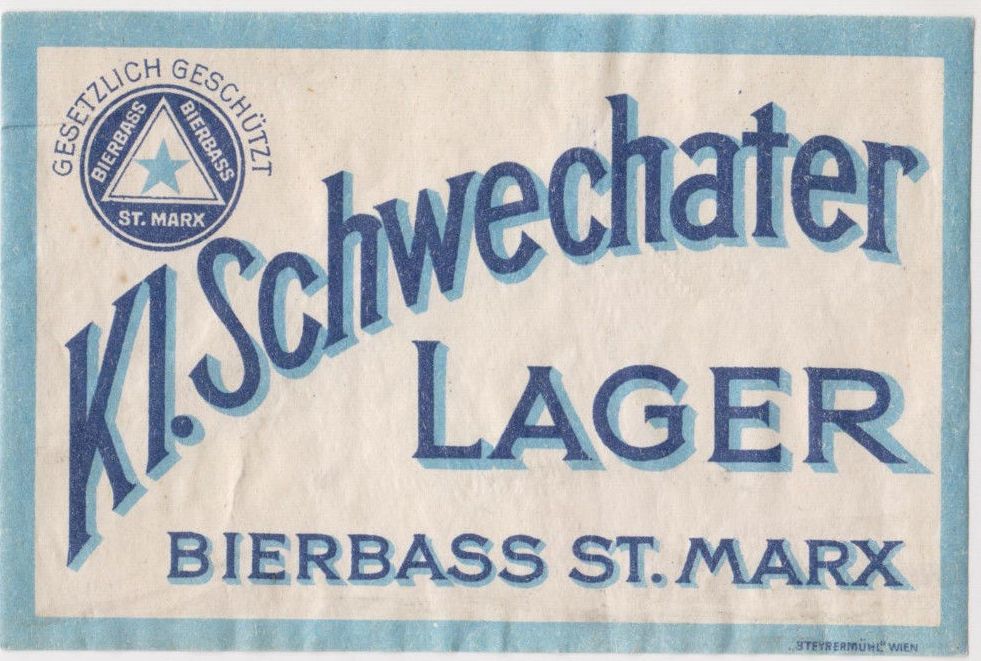 GESETZLICH GESCHÜTZT
BIERBASS BIERBASS
ST. MARX
Kl. Schwechater
LAGER
BIERBASS ST. MARX
„STEYRERMÜHL" WIEN